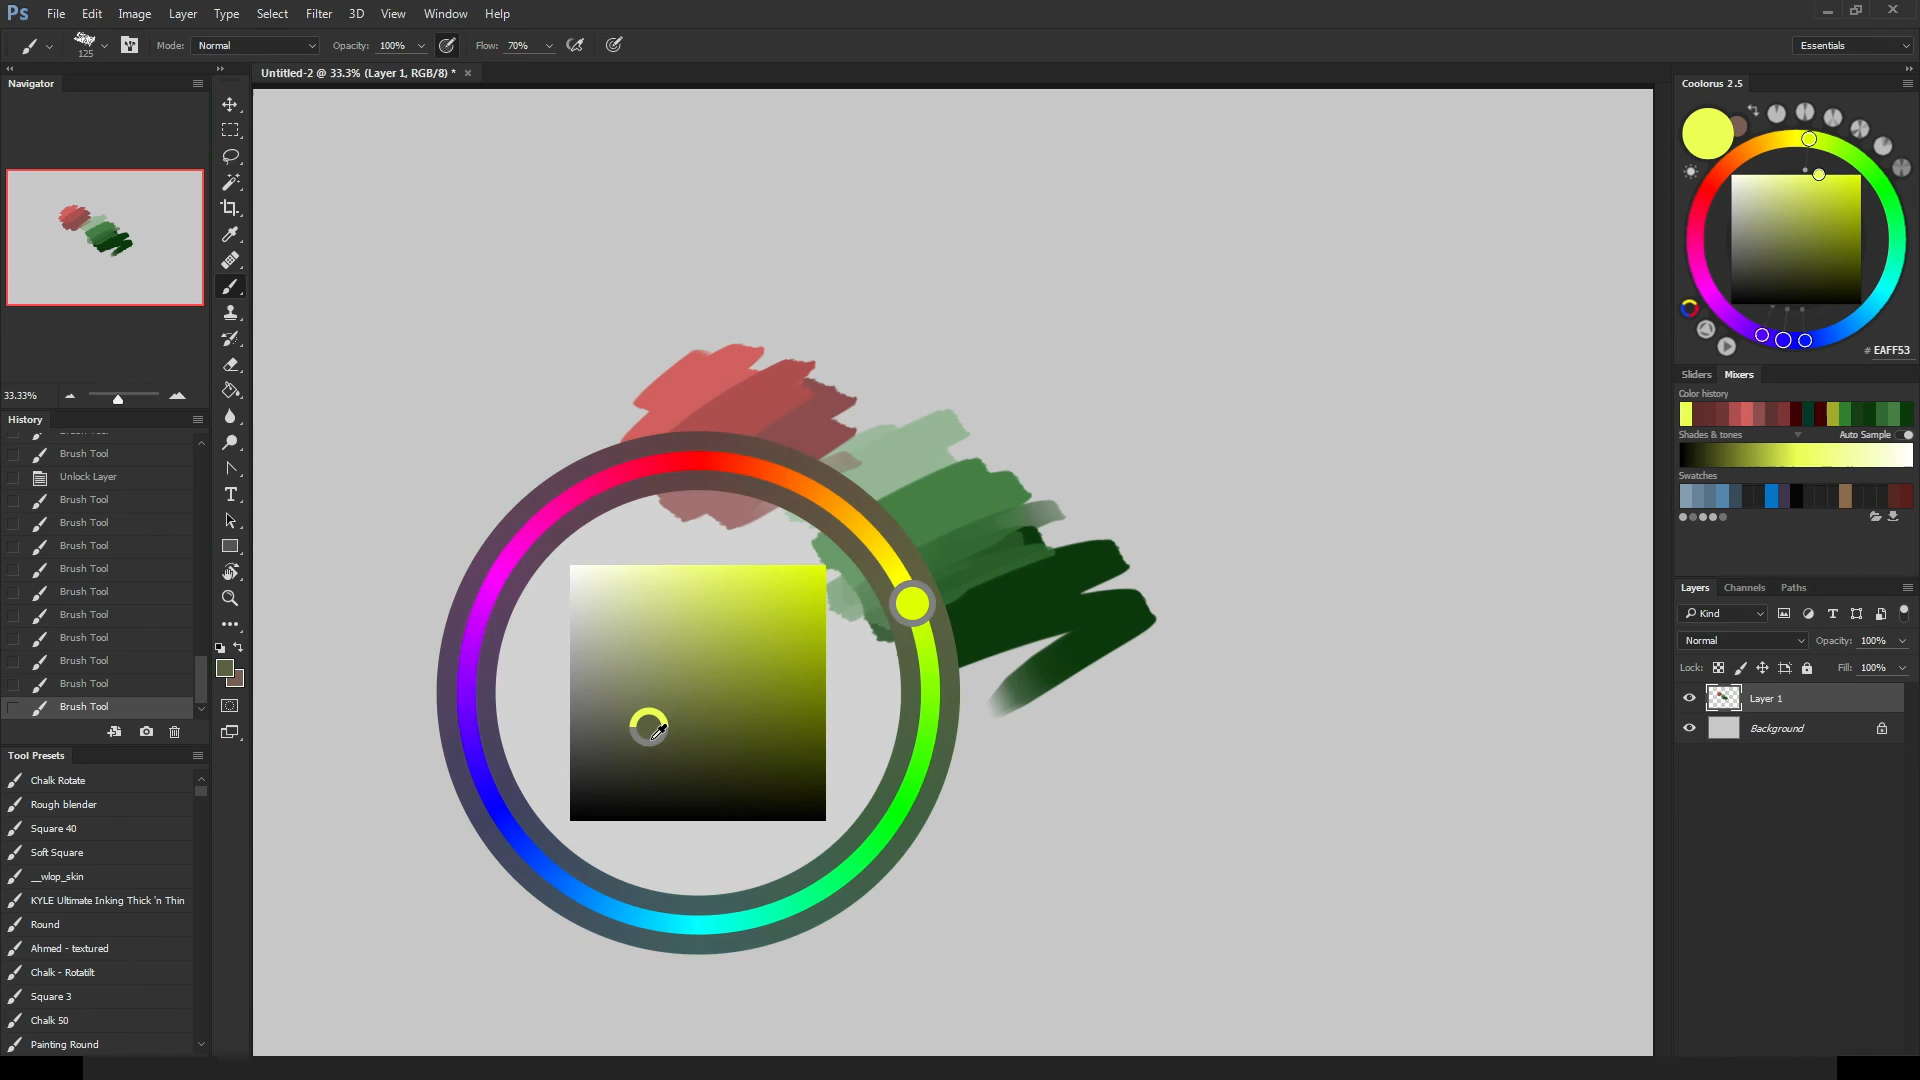 Ps File Edit Image Layer Type Select Filter 3D View Window Help
125 Mode: Normal Opacity: 100% Flow: 70% Essentials
Untitled-2 @ 33.3% (Layer 1, RGB/8) * ×
Navigator
33.33%
History
Brush Tool
Brush Tool
Unlock Layer
Brush Tool
Brush Tool
Brush Tool
Brush Tool
Brush Tool
Brush Tool
Brush Tool
Brush Tool
Brush Tool
Brush Tool
Tool Presets
Chalk Rotate
Rough blender
Square 40
Soft Square
__wlop_skin
KYLE Ultimate Inking Thick 'n Thin
Round
Ahmed - textured
Chalk - Rotatilt
Square 3
Chalk 50
Painting Round
Coolorus 2.5
# EAFF53
Sliders Mixers
Color history
Shades & tones Auto Sample
Swatches
Layers Channels Paths
Kind
Normal Opacity: 100%
Lock: Fill: 100%
Layer 1
Background